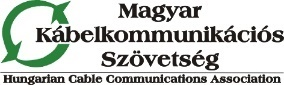 Magyar
Kábelkommunikációs
Szövetség
Hungarian Cable Communications Association